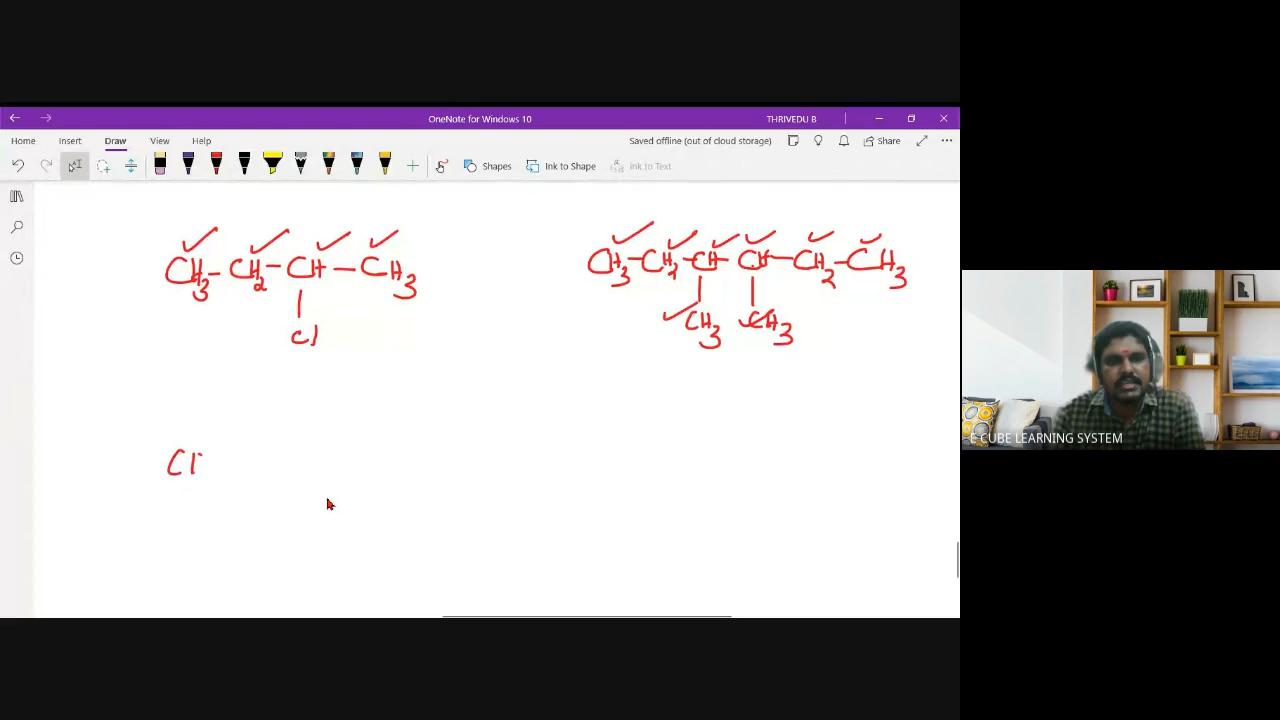 OneNote for Windows 10
THRIVEDU B
Home Insert Draw View Help
Saved offline (out of cloud storage)
Share
Shapes
Ink to Shape
Ink to Text
CH3-CH2-CH-CH3
Cl
CH3-CH2-CH-CH-CH2-CH3
CH3 CH3
E CUBE LEARNING SYSTEM